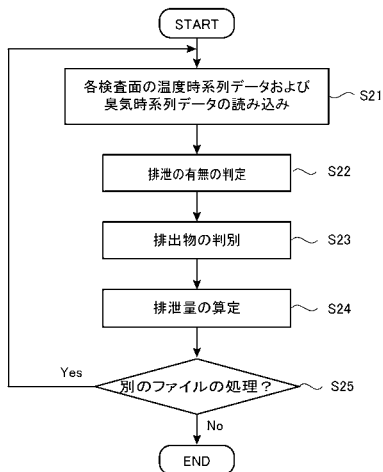 START
各検査面の温度時系列データおよび
臭気時系列データの読み込み
S21
排泄の有無の判定
S22
排出物の判別
S23
排泄量の算定
S24
別のファイルの処理？
S25
Yes
No
END